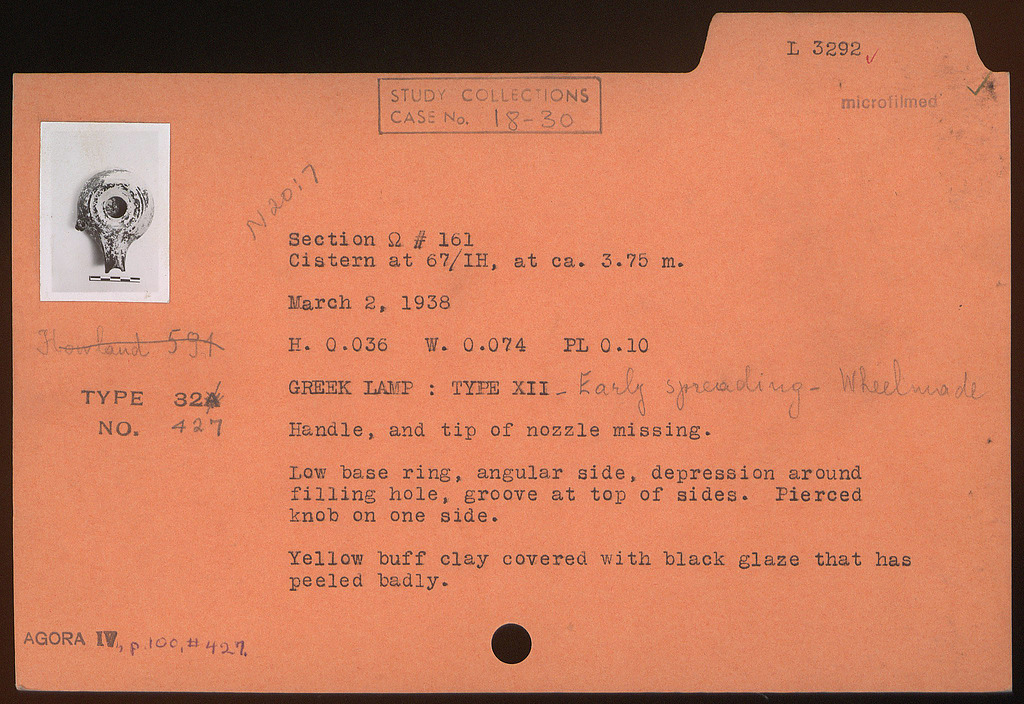 L 3292 ✓
microfilmed ✓
STUDY COLLECTIONS
CASE No. 18-30
N2017
Section Ω # 161
Cistern at 67/IH, at ca. 3.75 m.
March 2, 1938
Howland 591
H. 0.036 W. 0.074 PL 0.10
TYPE 32A
NO. 427
GREEK LAMP : TYPE XII - Early spreading - Wheelmade
Handle, and tip of nozzle missing.
Low base ring, angular side, depression around
filling hole, groove at top of sides. Pierced
knob on one side.
Yellow buff clay covered with black glaze that has
peeled badly.
AGORA IV, p.100, #427.